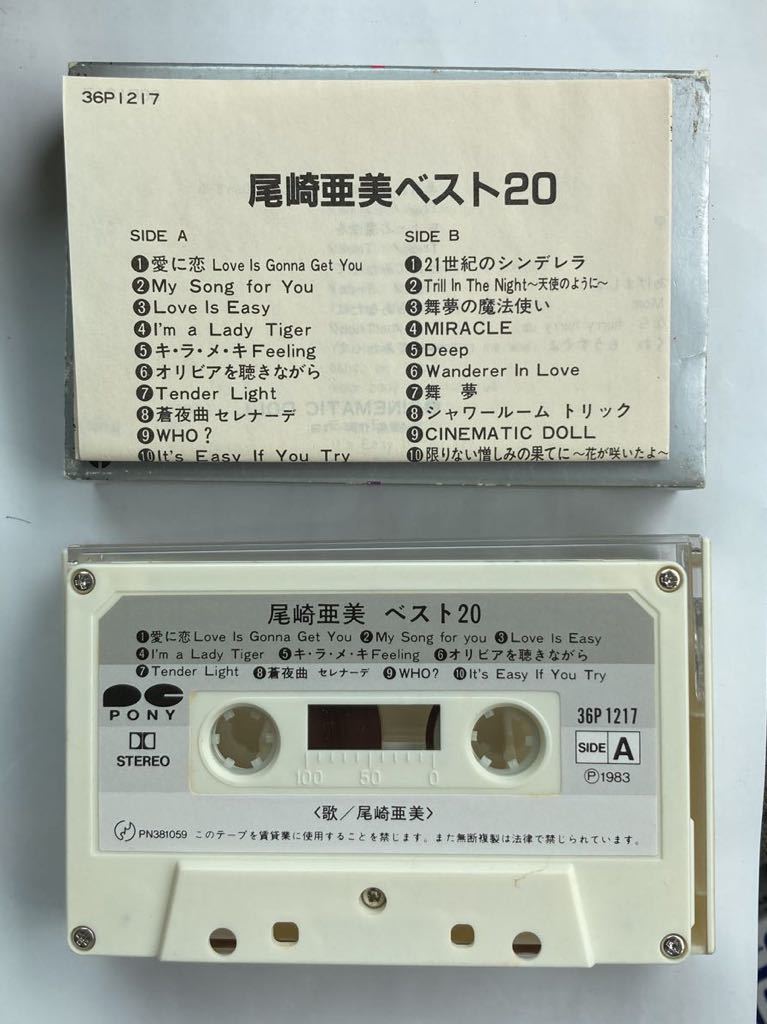 36P1217
尾崎亜美ベスト20
SIDE A
❶愛に恋 Love Is Gonna Get You
❷My Song for You
❸Love Is Easy
❹I'm a Lady Tiger
❺キ・ラ・メ・キFeeling
❻オリビアを聴きながら
❼Tender Light
❽蒼夜曲 セレナーデ
❾WHO?
❿It's Easy If You Try
SIDE B
❶21世紀のシンデレラ
❷Trill In The Night〜天使のように〜
❸舞夢の魔法使い
❹MIRACLE
❺Deep
❻Wanderer In Love
❼舞 夢
❽シャワールーム トリック
❾CINEMATIC DOLL
❿限りない憎しみの果てに〜花が咲いたよ〜
尾崎亜美 ベスト20
❶愛に恋Love Is Gonna Get You ❷My Song for you ❸Love Is Easy
❹I'm a Lady Tiger ❺キ・ラ・メ・キFeeling ❻オリビアを聴きながら
❼Tender Light ❽蒼夜曲 セレナーデ ❾WHO? ❿It's Easy If You Try
PONY
STEREO
100 50 0
36P1217
SIDE A
Ⓟ1983
〈歌／尾崎亜美〉
PN381059 このテープを賃貸業に使用することを禁じます。また無断複製は法律で禁じられています。